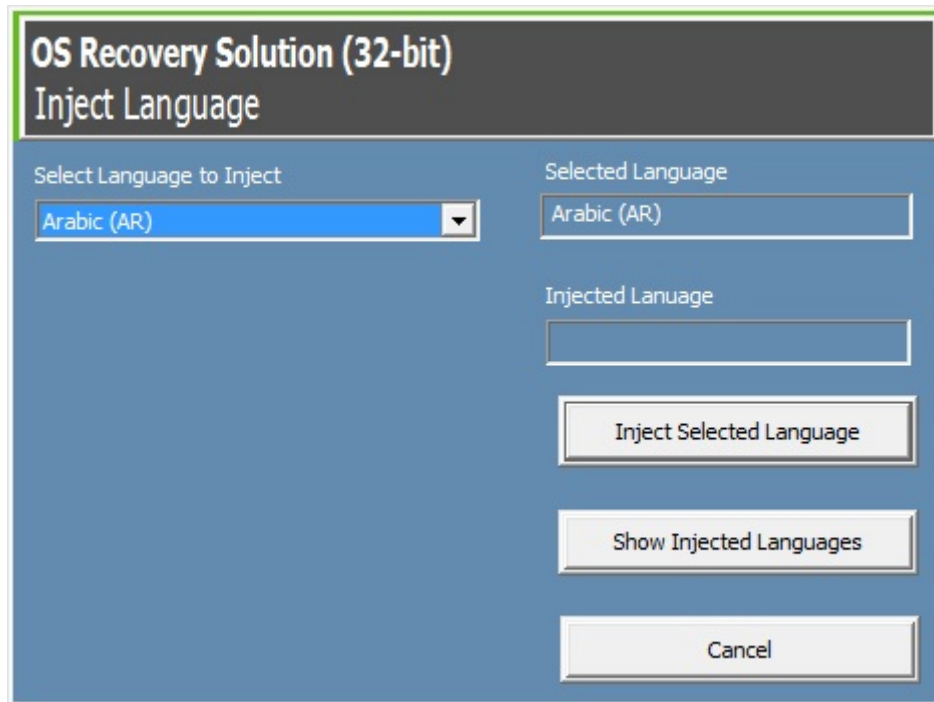 OS Recovery Solution (32-bit)
Inject Language
Select Language to Inject
Arabic (AR)
Selected Language
Arabic (AR)
Injected Lanuage
Inject Selected Language
Show Injected Languages
Cancel